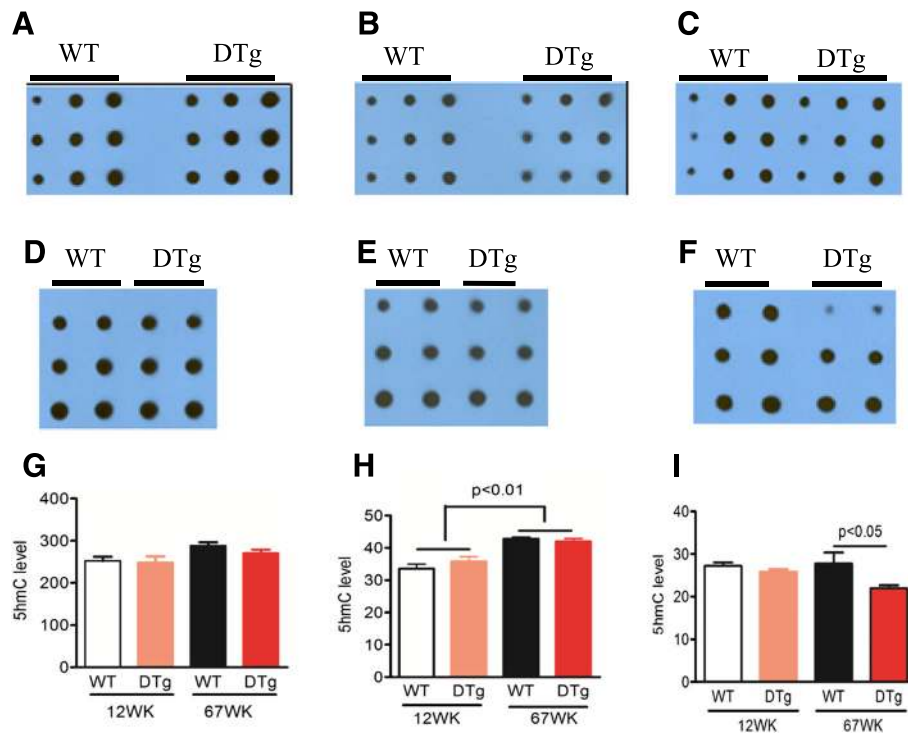 A
B
C
WT DTg
WT DTg
WT DTg
D
E
F
WT DTg
WT DTg
WT DTg
G
5hmC level
400
300
200
100
0
WT DTg WT DTg
12WK 67WK
H
p<0.01
5hmC level
50
40
30
20
10
0
WT DTg WT DTg
12WK 67WK
I
p<0.05
5hmC level
40
30
20
10
0
WT DTg WT DTg
12WK 67WK